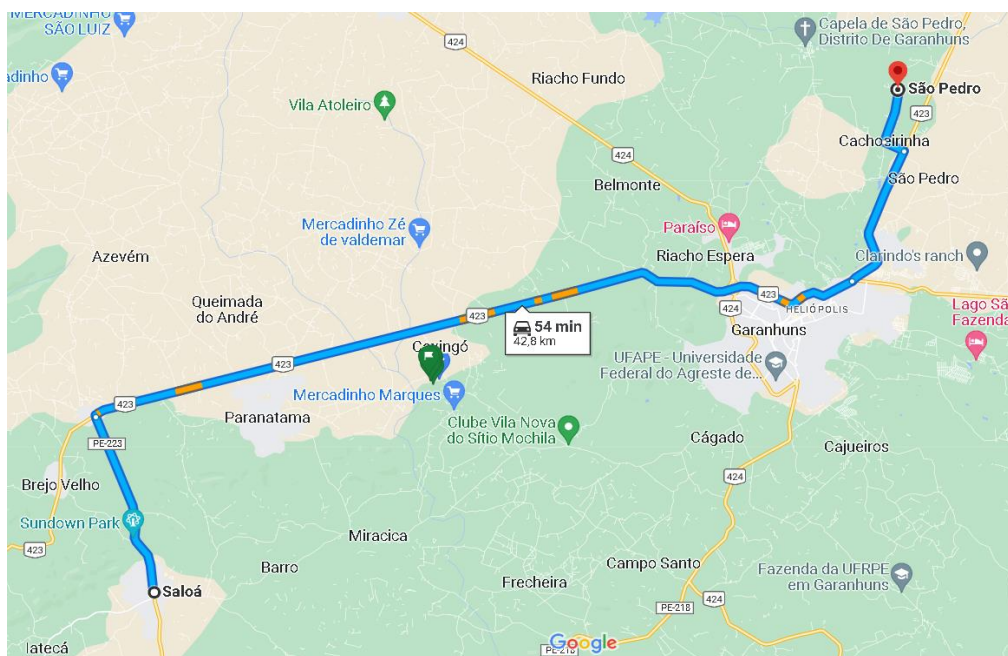 MERCADINHO
SÃO LUIZ
424
Capela de São Pedro,
Distrito De Garanhuns
adinho
Riacho Fundo
São Pedro
Vila Atoleiro
423
424
Cachoeirinha
Belmonte
São Pedro
Mercadinho Zé
de valdemar
Paraíso
Azevém
Riacho Espera
Clarindo's ranch
423
Queimada
do André
423
HELIÓPOLIS
54 min
42,8 km
424
Garanhuns
Lago Sã
Fazenda
Caxingó
423
UFAPE - Universidade
Federal do Agreste de...
Mercadinho Marques
423
Paranatama
Clube Vila Nova
do Sítio Mochila
PE-223
Cágado
Cajueiros
Brejo Velho
424
Sundown Park
Miracica
423
Barro
Campo Santo
Fazenda da UFRPE
em Garanhuns
Frecheira
424
Saloá
PE-218
Iatecá
Google
PE-218